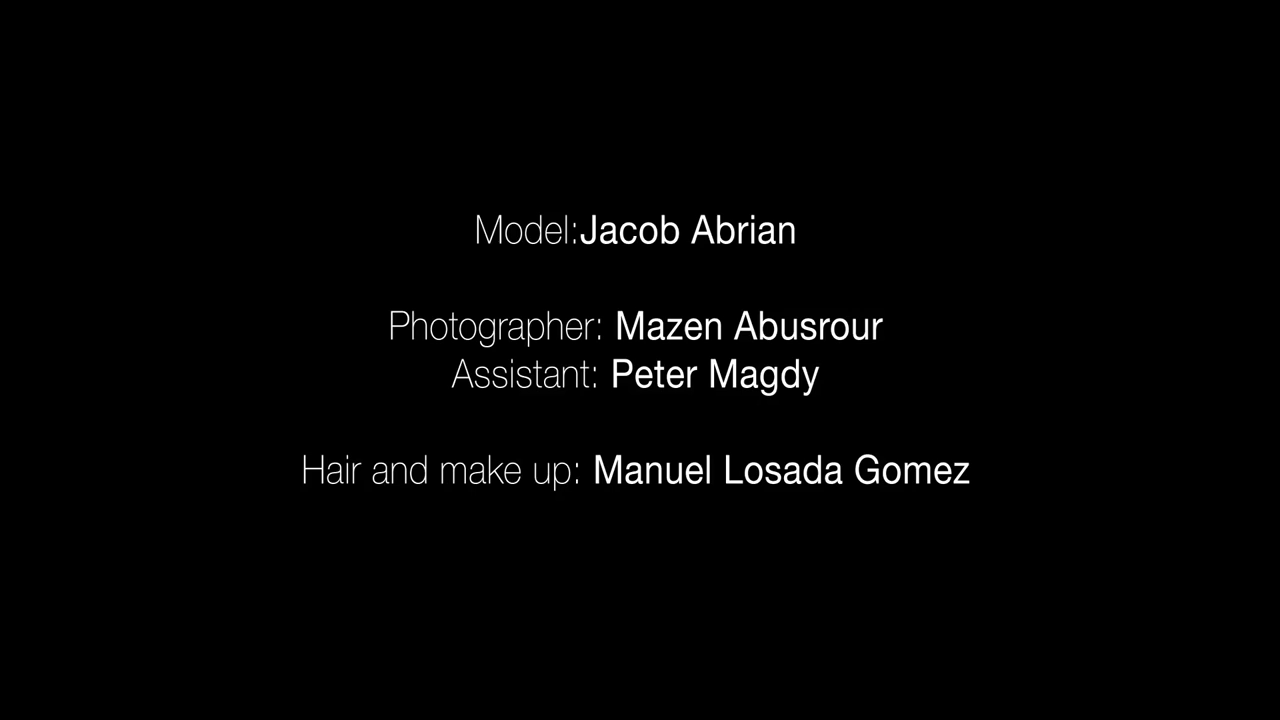 Model:Jacob Abrian
Photographer: Mazen Abusrour
Assistant: Peter Magdy
Hair and make up: Manuel Losada Gomez